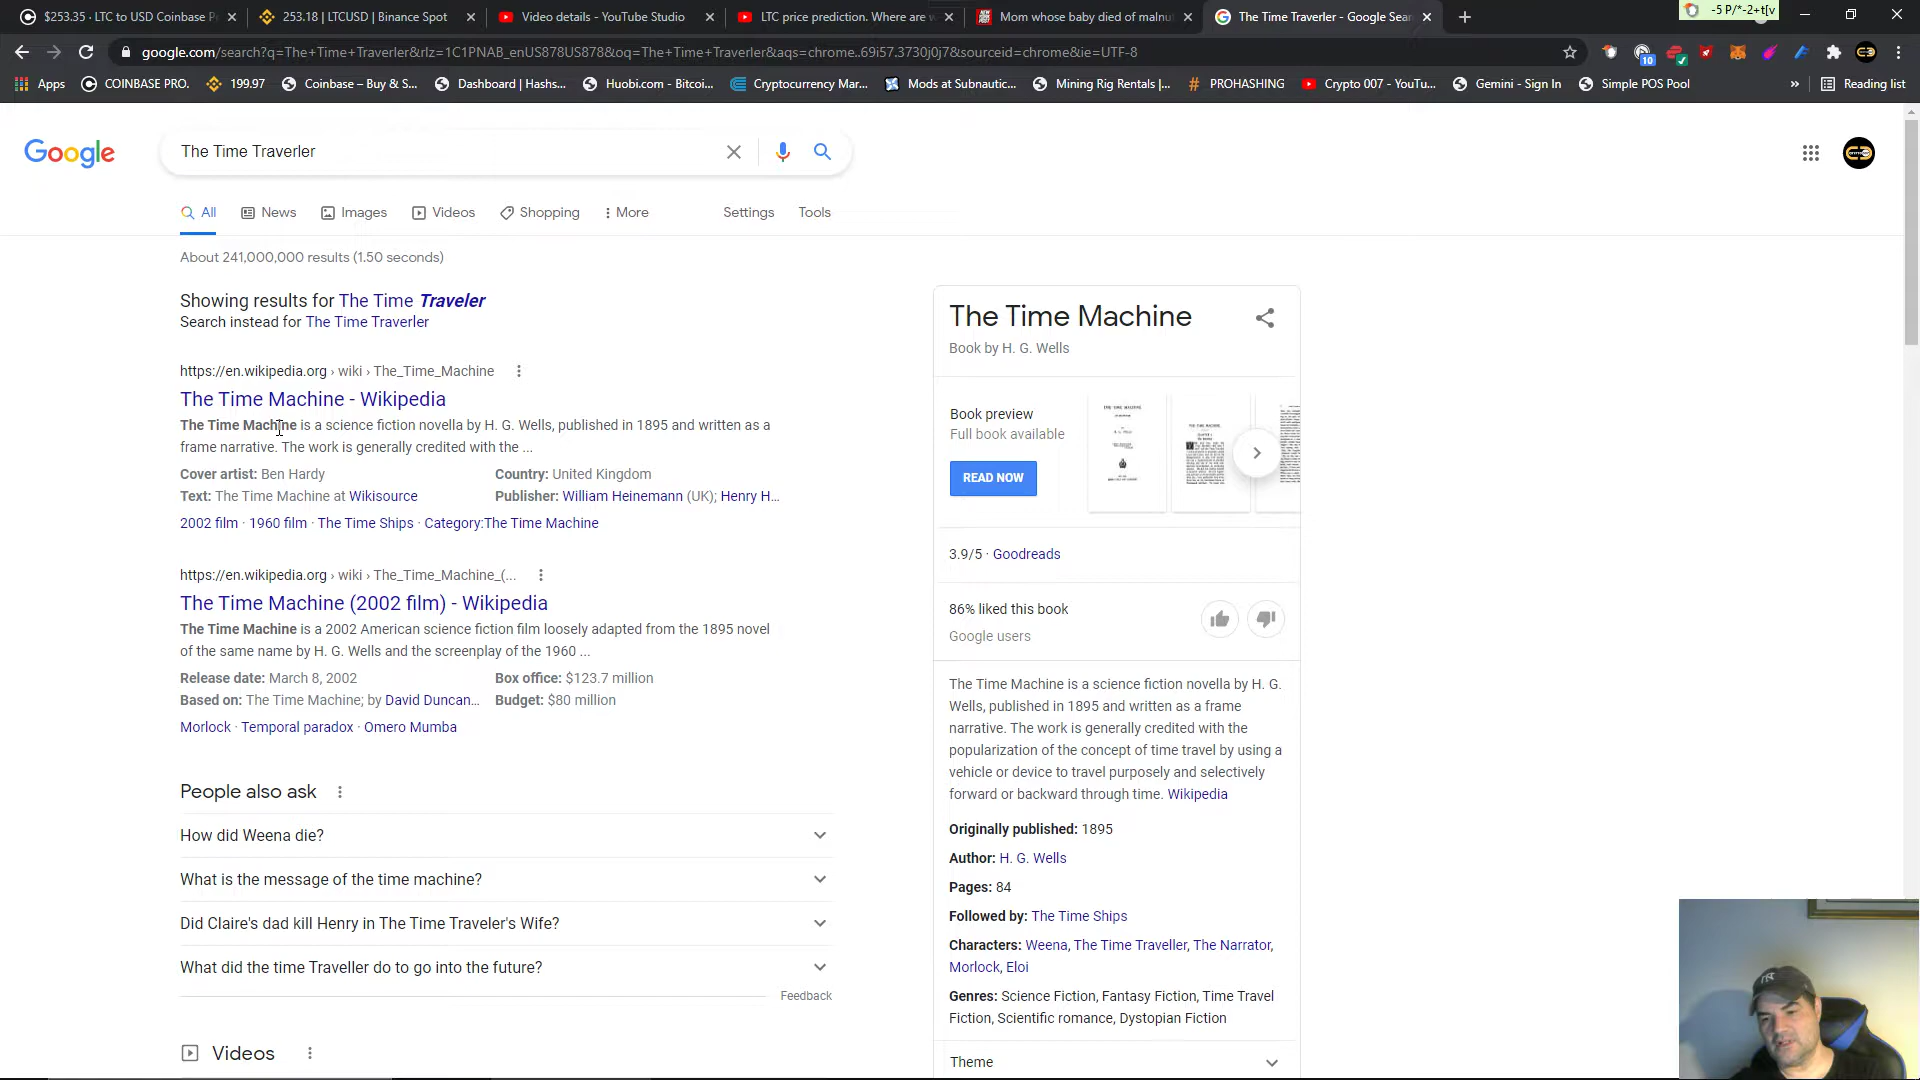 $253.35 · LTC to USD Coinbase P
253.18 | LTCUSD | Binance Spot
Video details - YouTube Studio
LTC price prediction. Where are w
Mom whose baby died of malnu
The Time Traverler - Google Sear
-5 P/*-2+t[v
google.com/search?q=The+Time+Traverler&rlz=1C1PNAB_enUS878US878&oq=The+Time+Traverler&aqs=chrome..69i57.3730j0j7&sourceid=chrome&ie=UTF-8
10
Apps
COINBASE PRO.
199.97
Coinbase – Buy & S...
Dashboard | Hashs...
Huobi.com - Bitcoi...
Cryptocurrency Mar...
Mods at Subnautic...
Mining Rig Rentals |...
PROHASHING
Crypto 007 - YouTu...
Gemini - Sign In
Simple POS Pool
»
Reading list
Google
The Time Traverler
All
News
Images
Videos
Shopping
More
Settings
Tools
About 241,000,000 results (1.50 seconds)
Showing results for The Time Traveler
Search instead for The Time Traverler
https://en.wikipedia.org › wiki › The_Time_Machine
The Time Machine - Wikipedia
The Time Machine is a science fiction novella by H. G. Wells, published in 1895 and written as a
frame narrative. The work is generally credited with the ...
Cover artist: Ben Hardy
Country: United Kingdom
Text: The Time Machine at Wikisource
Publisher: William Heinemann (UK); Henry H...
2002 film · 1960 film · The Time Ships · Category:The Time Machine
https://en.wikipedia.org › wiki › The_Time_Machine_(...
The Time Machine (2002 film) - Wikipedia
The Time Machine is a 2002 American science fiction film loosely adapted from the 1895 novel
of the same name by H. G. Wells and the screenplay of the 1960 ...
Release date: March 8, 2002
Box office: $123.7 million
Based on: The Time Machine; by David Duncan...
Budget: $80 million
Morlock · Temporal paradox · Omero Mumba
People also ask
How did Weena die?
What is the message of the time machine?
Did Claire's dad kill Henry in The Time Traveler's Wife?
What did the time Traveller do to go into the future?
Feedback
Videos
The Time Machine
Book by H. G. Wells
Book preview
Full book available
READ NOW
3.9/5 · Goodreads
86% liked this book
Google users
The Time Machine is a science fiction novella by H. G.
Wells, published in 1895 and written as a frame
narrative. The work is generally credited with the
popularization of the concept of time travel by using a
vehicle or device to travel purposely and selectively
forward or backward through time. Wikipedia
Originally published: 1895
Author: H. G. Wells
Pages: 84
Followed by: The Time Ships
Characters: Weena, The Time Traveller, The Narrator,
Morlock, Eloi
Genres: Science Fiction, Fantasy Fiction, Time Travel
Fiction, Scientific romance, Dystopian Fiction
Theme